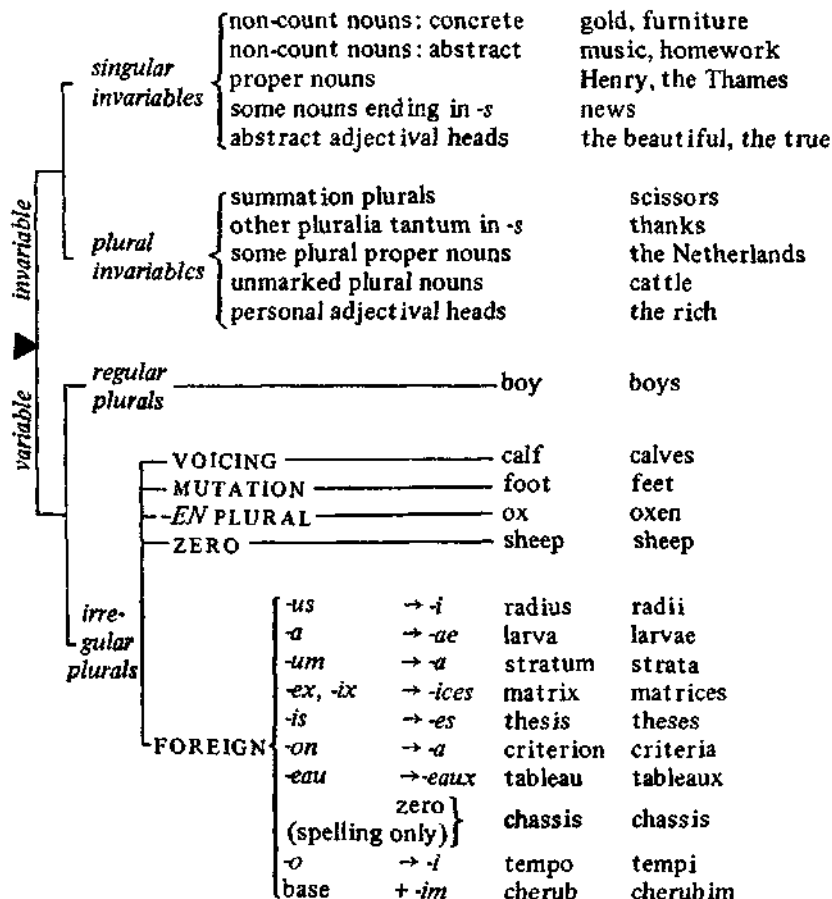 non-count nouns: concrete gold, furniture
non-count nouns: abstract music, homework
singular invariables
proper nouns Henry, the Thames
some nouns ending in -s news
abstract adjectival heads the beautiful, the true
invariable
summation plurals scissors
other pluralia tantum in -s thanks
plural invariables
some plural proper nouns the Netherlands
unmarked plural nouns cattle
personal adjectival heads the rich
variable
regular plurals boy boys
VOICING calf calves
MUTATION foot feet
EN PLURAL ox oxen
ZERO sheep sheep
irre-
gular
plurals
FOREIGN
-us → -i radius radii
-a → -ae larva larvae
-um → -a stratum strata
-ex, -ix → -ices matrix matrices
-is → -es thesis theses
-on → -a criterion criteria
-eau → -eaux tableau tableaux
zero
(spelling only)} chassis chassis
-o → -i tempo tempi
base + -im cherub cherubim